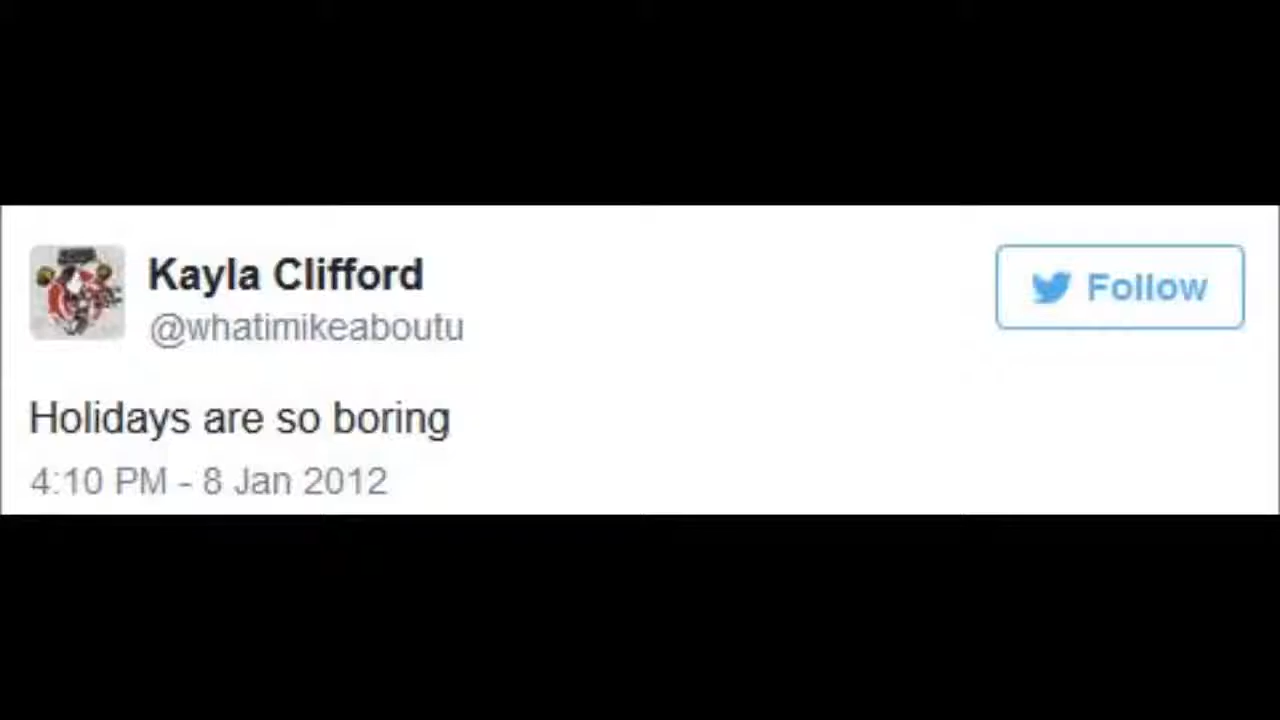 Kayla Clifford
@whatimikeaboutu
Follow
Holidays are so boring
4:10 PM - 8 Jan 2012